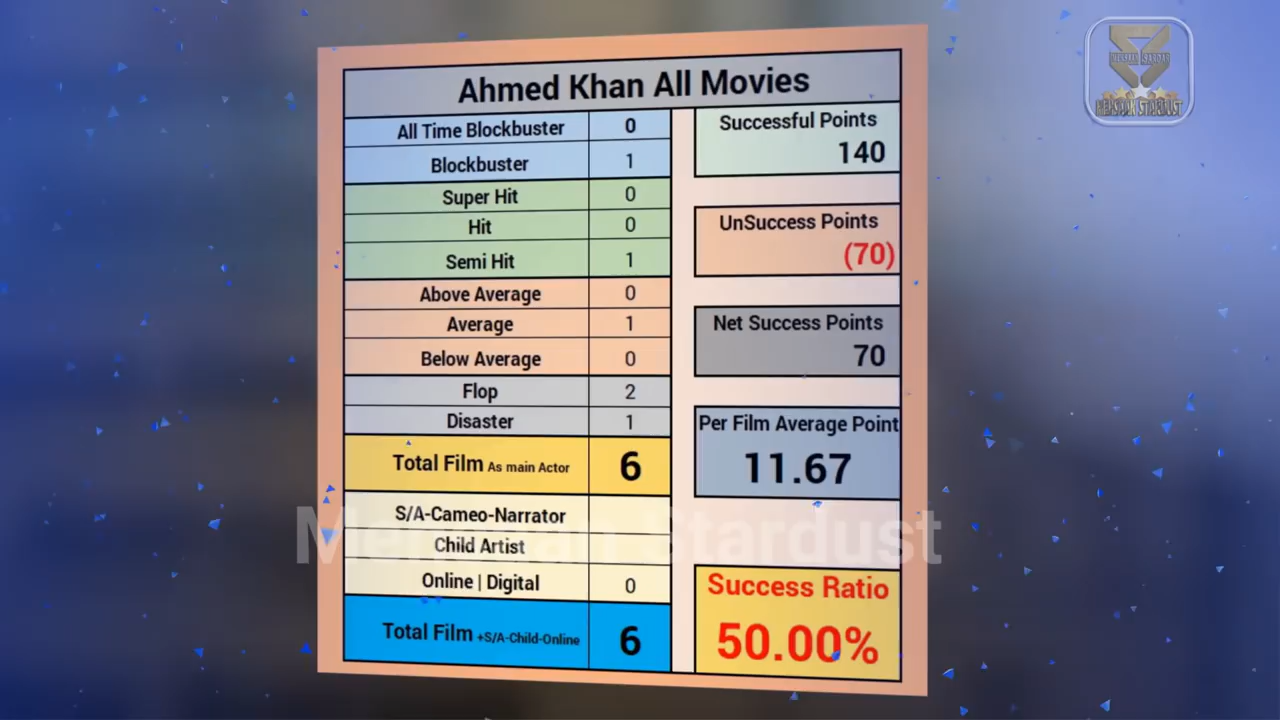 Ahmed Khan All Movies
All Time Blockbuster 0
Blockbuster 1
Super Hit 0
Hit 0
Semi Hit 1
Above Average 0
Average 1
Below Average 0
Flop 2
Disaster 1
Total Film As main Actor 6
S/A-Cameo-Narrator
Child Artist
Online | Digital 0
Total Film +S/A-Child-Online 6
Successful Points
140
UnSuccess Points
(70)
Net Success Points
70
Per Film Average Point
11.67
Success Ratio
50.00%
Stardust
STARDUST